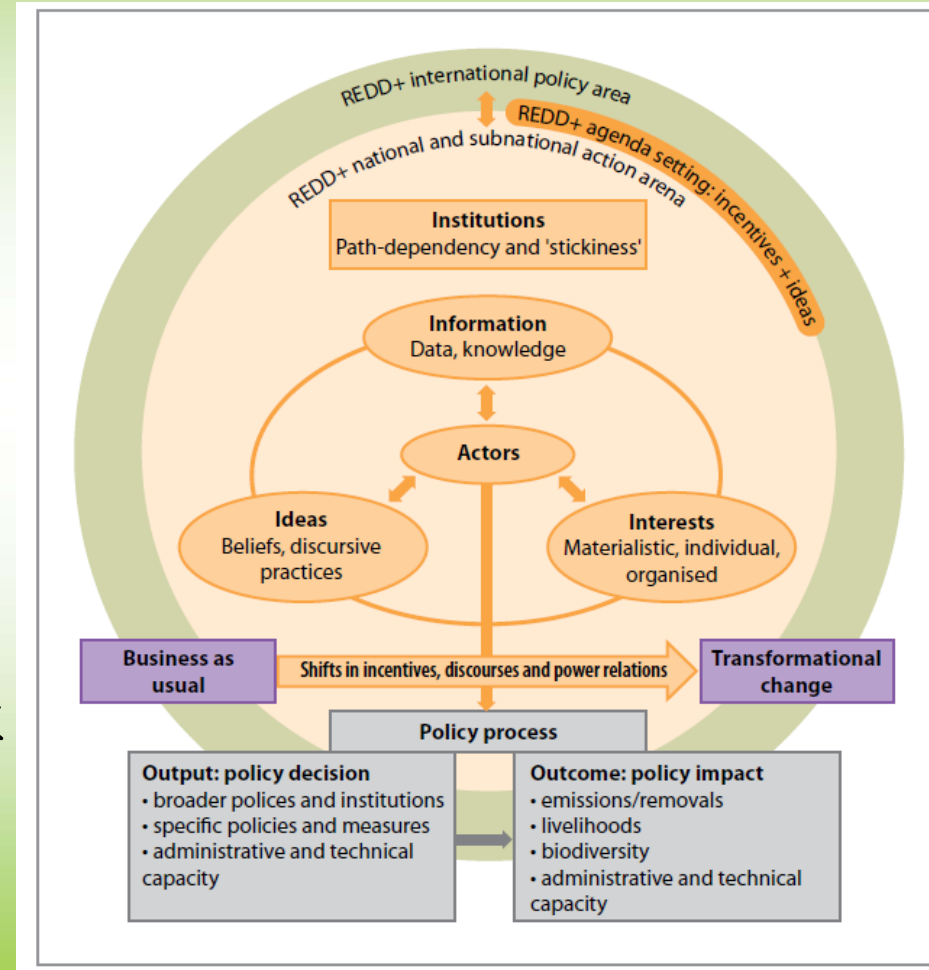 REDD+ international policy area
REDD+ agenda setting: incentives + ideas
REDD+ national and subnational action arena
Institutions
Path-dependency and 'stickiness'
Information
Data, knowledge
Actors
Ideas
Beliefs, discursive
practices
Interests
Materialistic, individual,
organised
Business as
usual
Shifts in incentives, discourses and power relations
Transformational
change
Policy process
Output: policy decision
• broader polices and institutions
• specific policies and measures
• administrative and technical
capacity
Outcome: policy impact
• emissions/removals
• livelihoods
• biodiversity
• administrative and technical
capacity